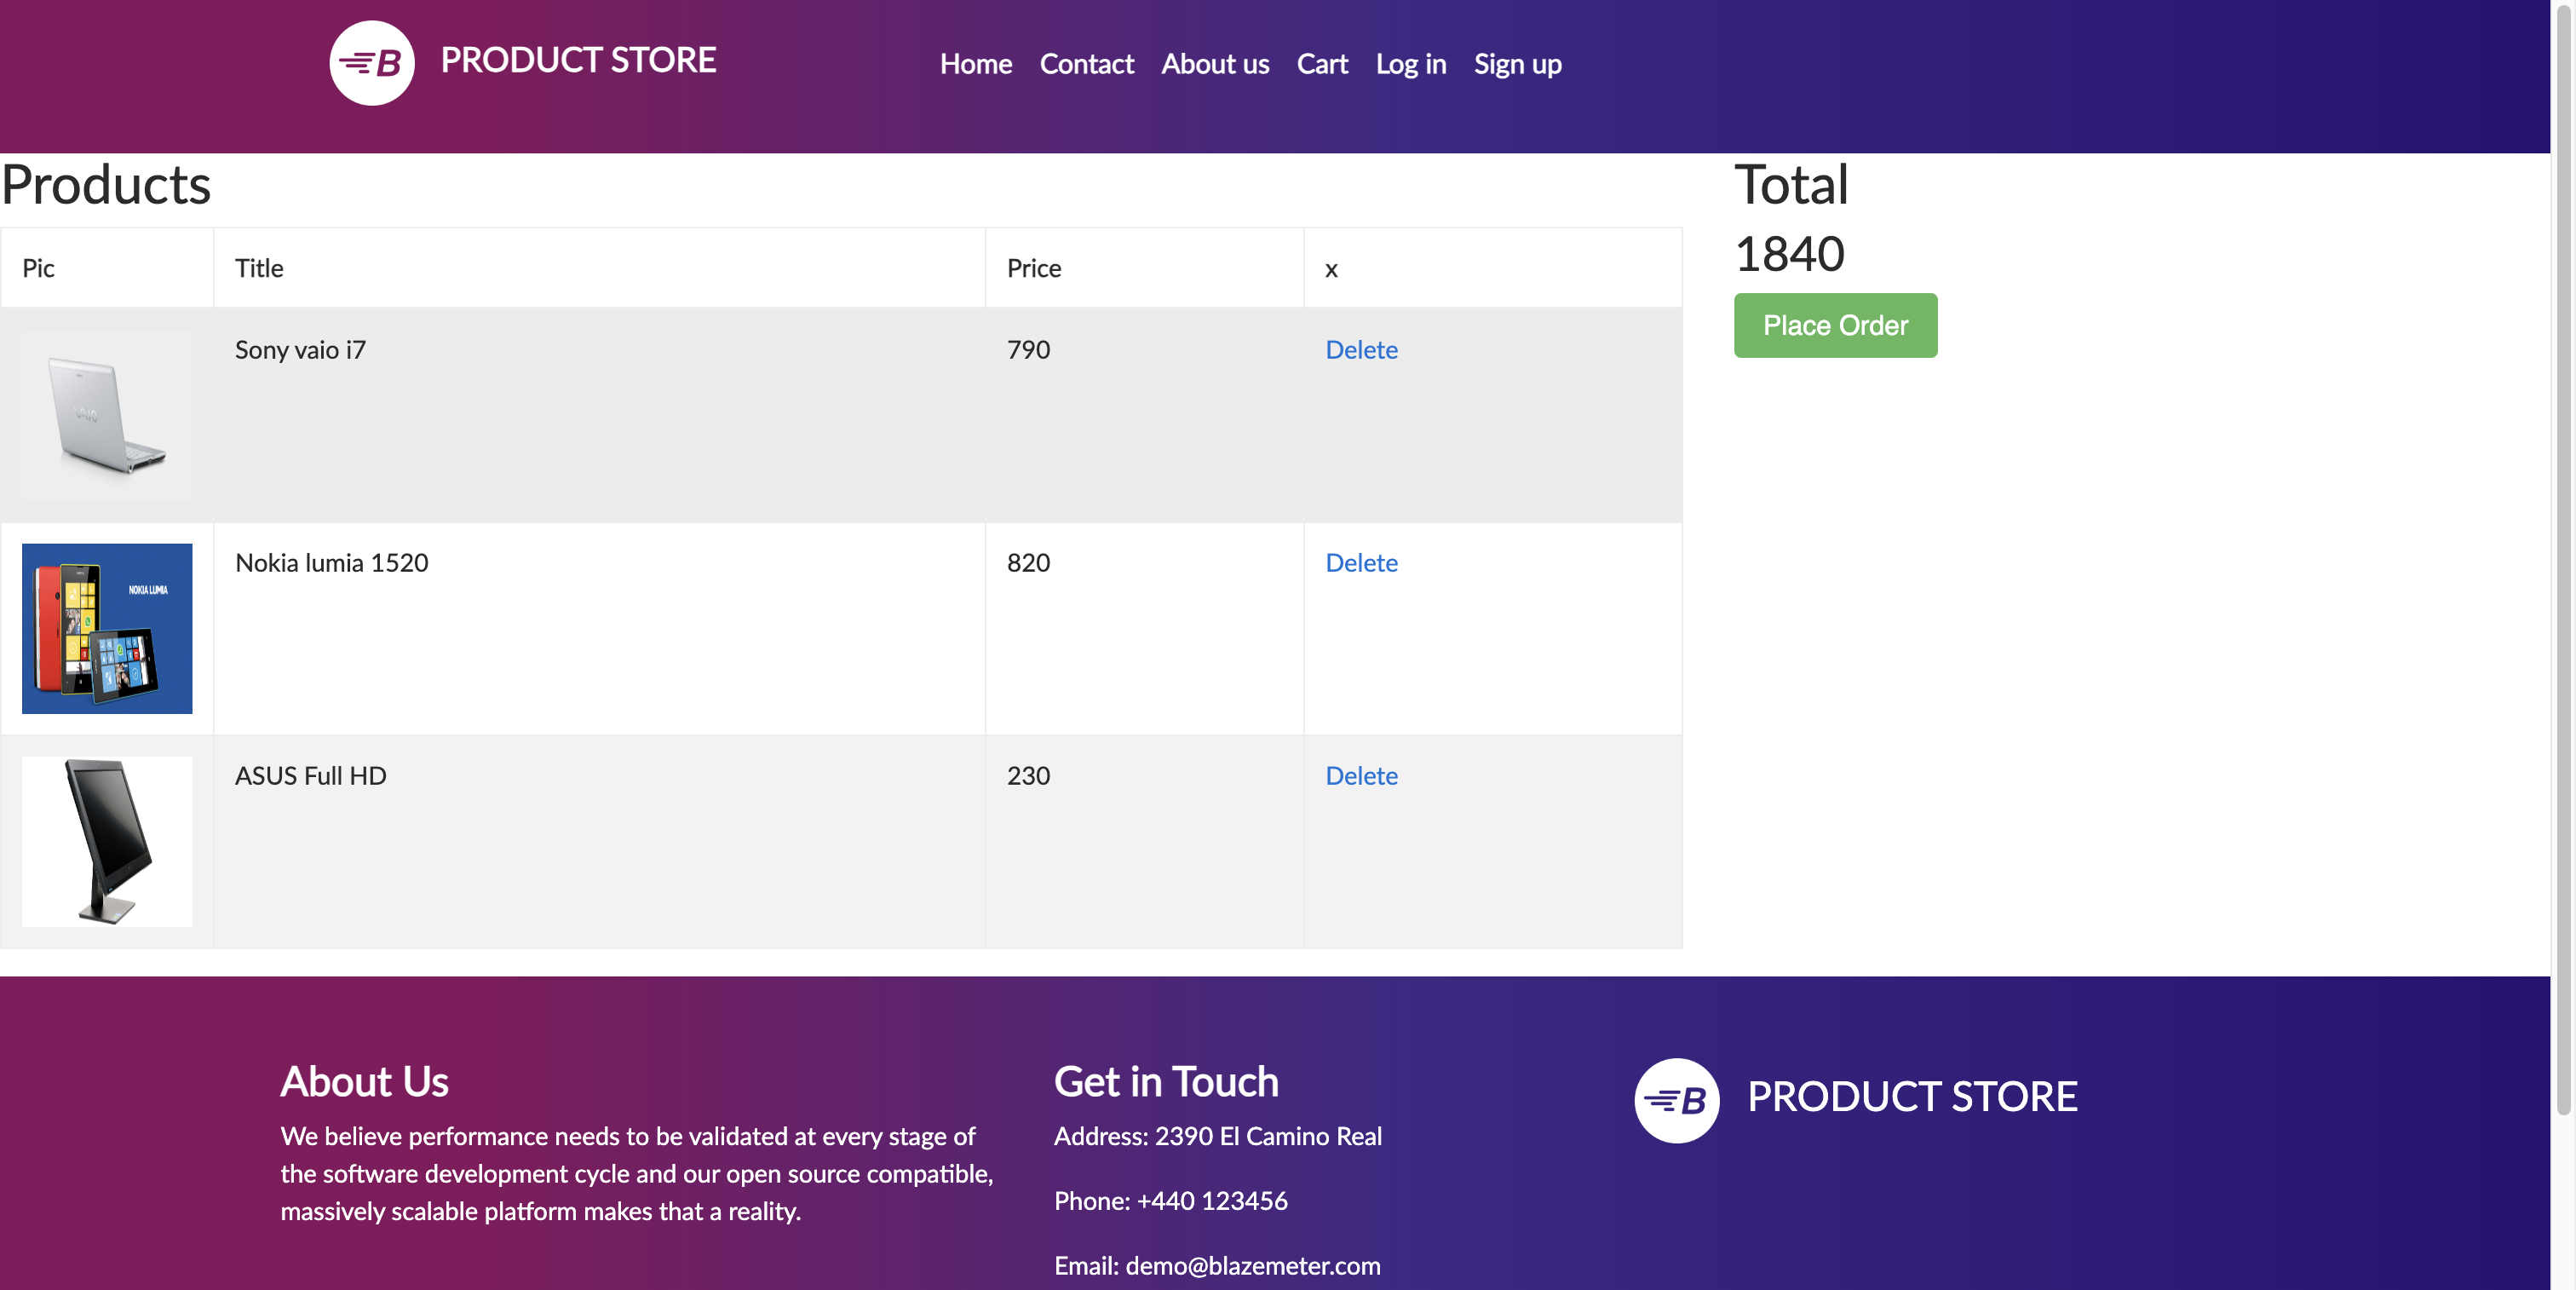 B PRODUCT STORE
Home Contact About us Cart Log in Sign up
Products
Pic Title Price x
Sony vaio i7 790 Delete
VAIO
Nokia lumia 1520 820 Delete
NOKIA LUMIA
ASUS Full HD 230 Delete
Total
1840
Place Order
About Us
We believe performance needs to be validated at every stage of
the software development cycle and our open source compatible,
massively scalable platform makes that a reality.
Get in Touch
Address: 2390 El Camino Real
Phone: +440 123456
Email: demo@blazemeter.com
B PRODUCT STORE